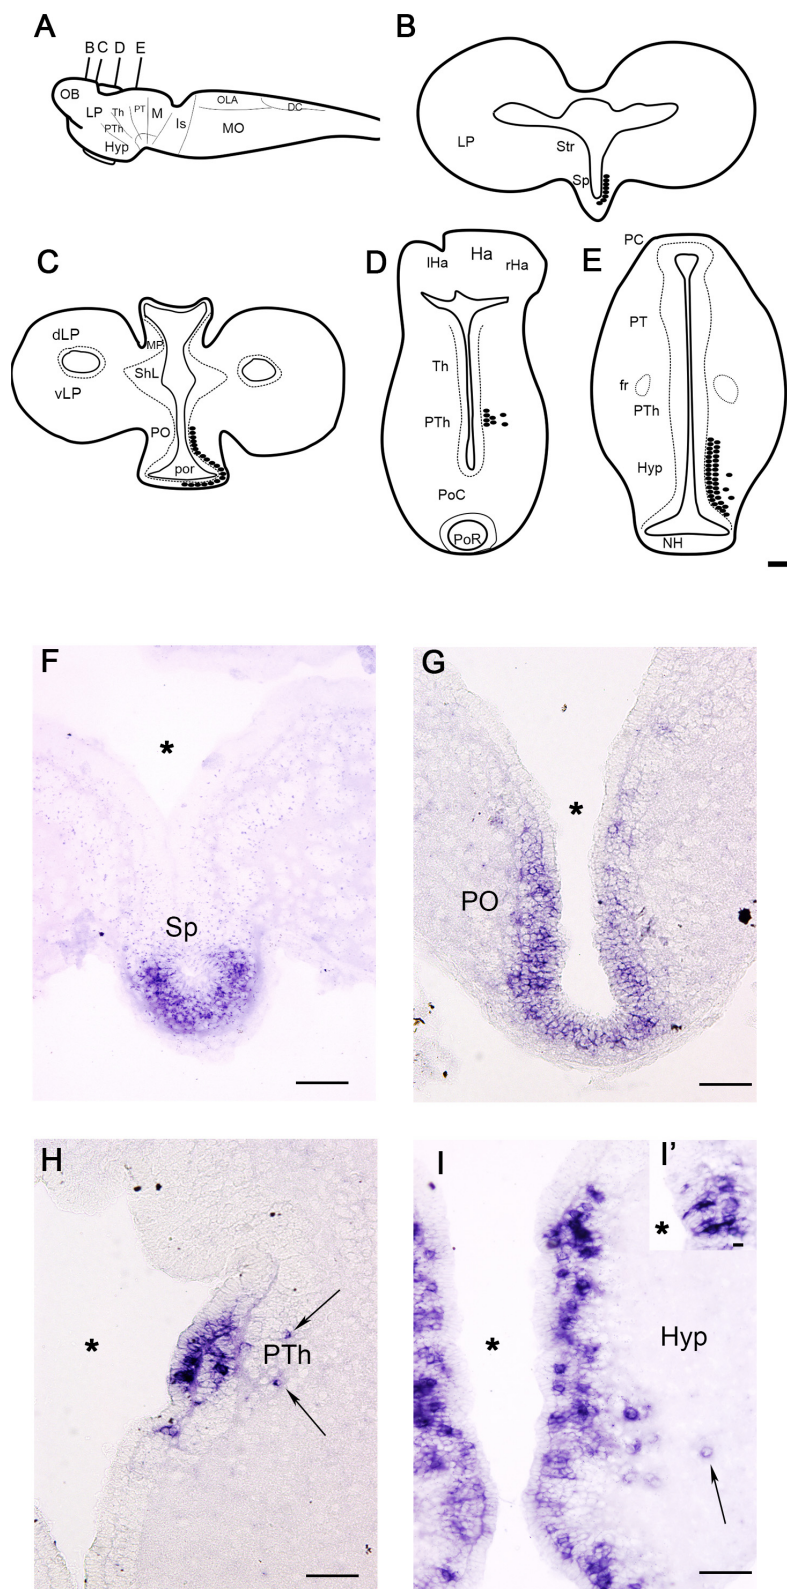 A
B C D E
OB
LP
Th
PT
M
Is
OLA
DC
PTh
Hyp
MO
B
LP
Str
Sp
C
dLP
vLP
MP
ShL
PO
por
D
lHa
Ha
rHa
Th
PTh
PoC
PoR
E
PC
PT
fr
PTh
Hyp
NH
F
*
Sp
G
*
PO
H
*
PTh
I
I'
*
*
Hyp